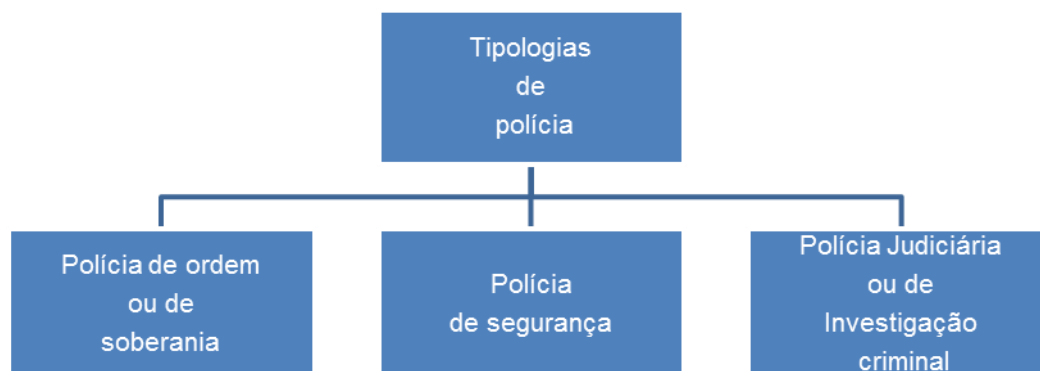 Tipologias
de
polícia
Polícia de ordem
ou de
soberania
Polícia
de segurança
Polícia Judiciária
ou de
Investigação
criminal